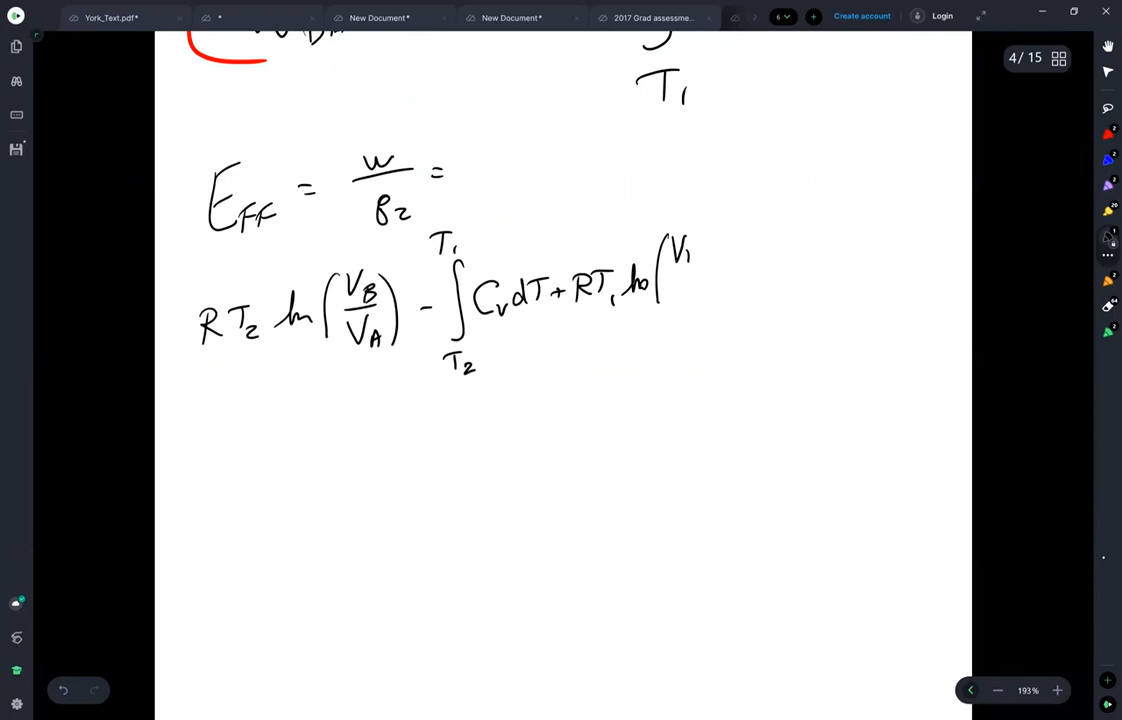 York_Text.pdf*
*
New Document*
New Document*
2017 Grad assessme...
6
Create account
Login
4/15
T₁
E_FF = w/q₂ =
RT₂ ln(V_B/V_A) - ∫_{T₂}^{T₁} C_v dT + RT₁ ln(V₁
193%